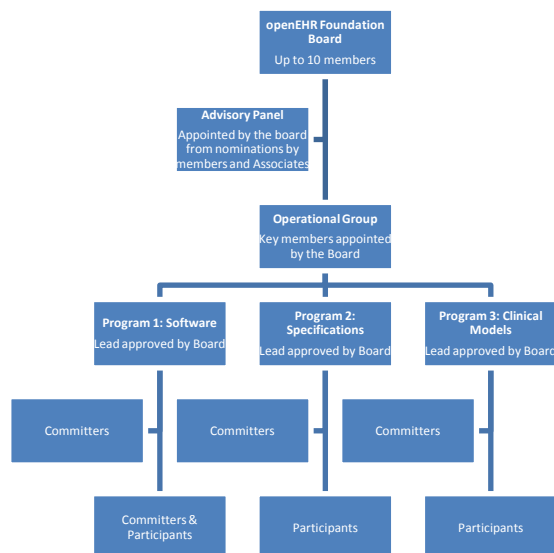 openEHR Foundation
Board
Up to 10 members
Advisory Panel
Appointed by the board
from nominations by
members and Associates
Operational Group
Key members appointed
by the Board
Program 1: Software
Lead approved by Board
Program 2:
Specifications
Lead approved by Board
Program 3: Clinical
Models
Lead approved by Board
Committers
Committers
Committers
Committers &
Participants
Participants
Participants